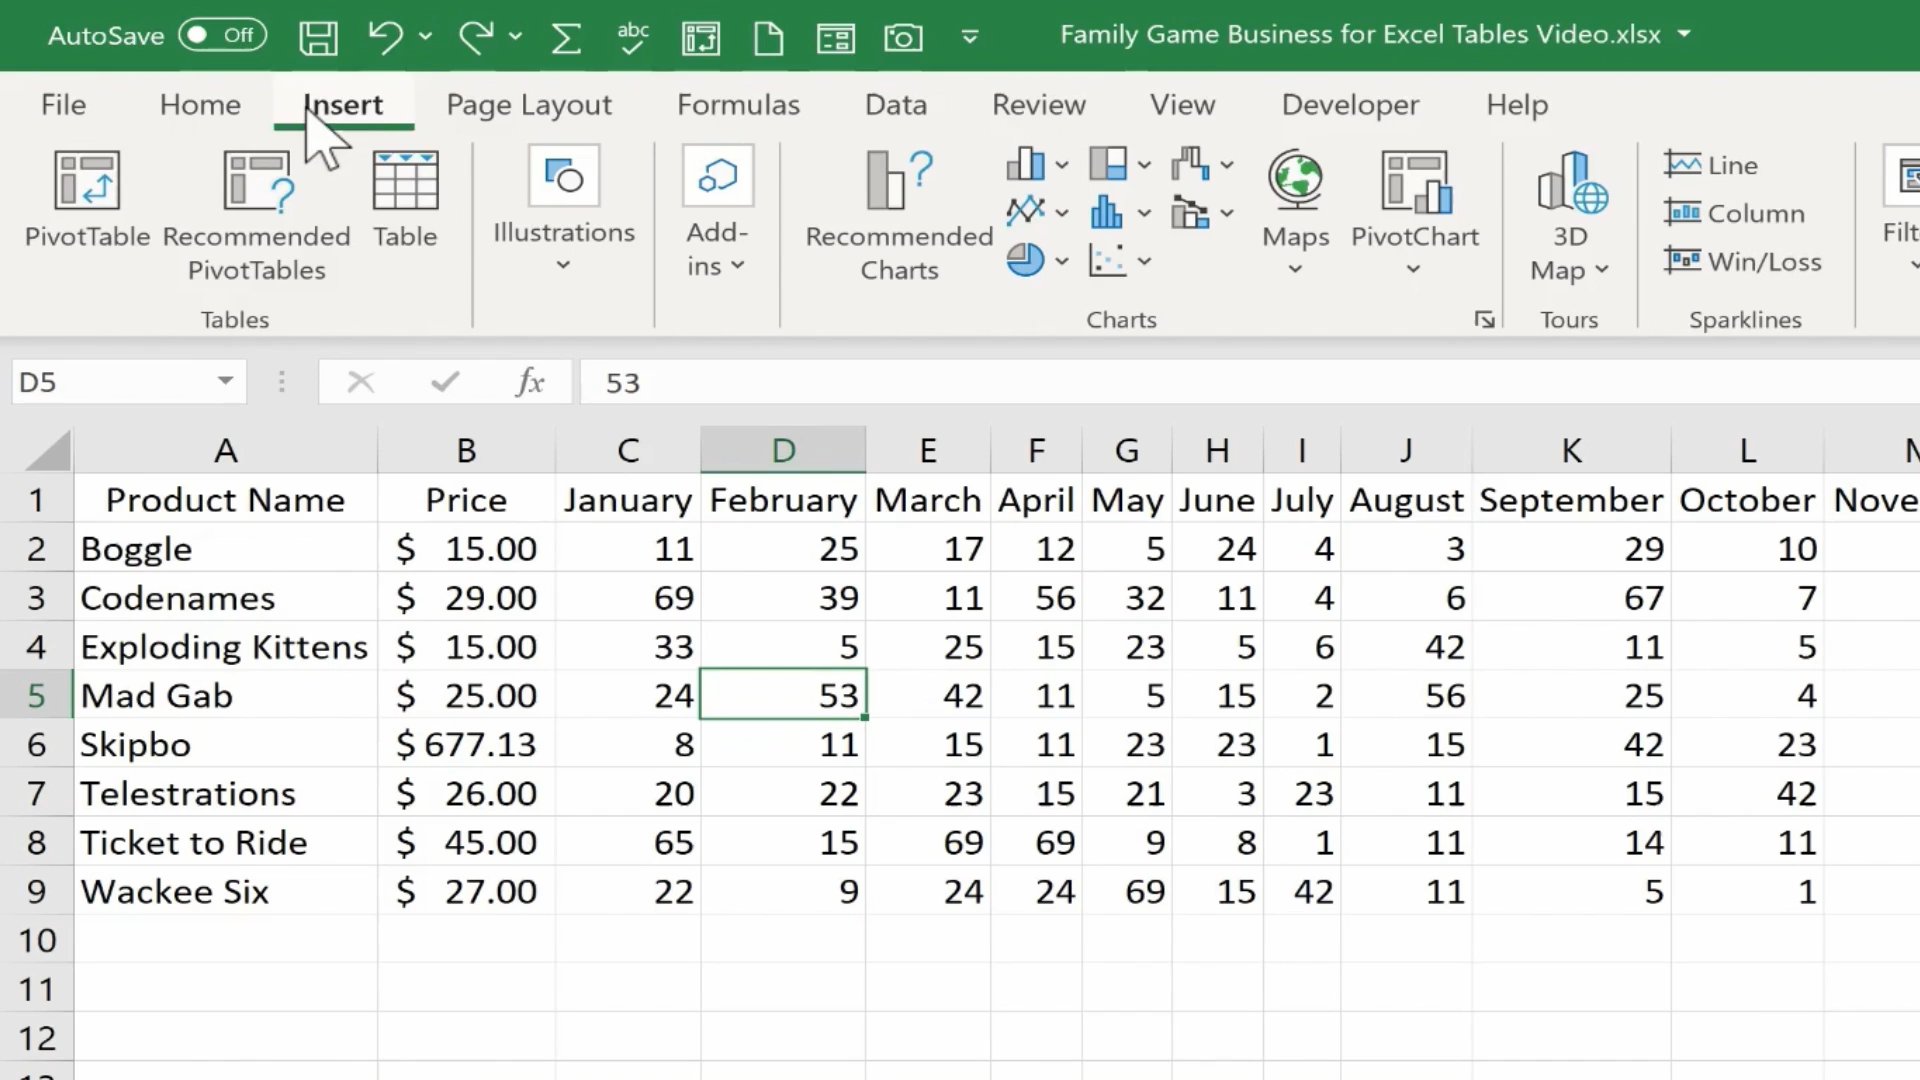 AutoSave Off abc Family Game Business for Excel Tables Video.xlsx
File Home Insert Page Layout Formulas Data Review View Developer Help
PivotTable Recommended PivotTables Table Illustrations Add-ins Recommended Charts Maps PivotChart 3D Map Line
Column
Win/Loss
Tables Charts Tours Sparklines
D5 fx 53
A B C D E F G H I J K L
1 Product Name Price January February March April May June July August September October
2 Boggle $ 15.00 11 25 17 12 5 24 4 3 29 10
3 Codenames $ 29.00 69 39 11 56 32 11 4 6 67 7
4 Exploding Kittens $ 15.00 33 5 25 15 23 5 6 42 11 5
5 Mad Gab $ 25.00 24 53 42 11 5 15 2 56 25 4
6 Skipbo $ 677.13 8 11 15 11 23 23 1 15 42 23
7 Telestrations $ 26.00 20 22 23 15 21 3 23 11 15 42
8 Ticket to Ride $ 45.00 65 15 69 69 9 8 1 11 14 11
9 Wackee Six $ 27.00 22 9 24 24 69 15 42 11 5 1
10
11
12